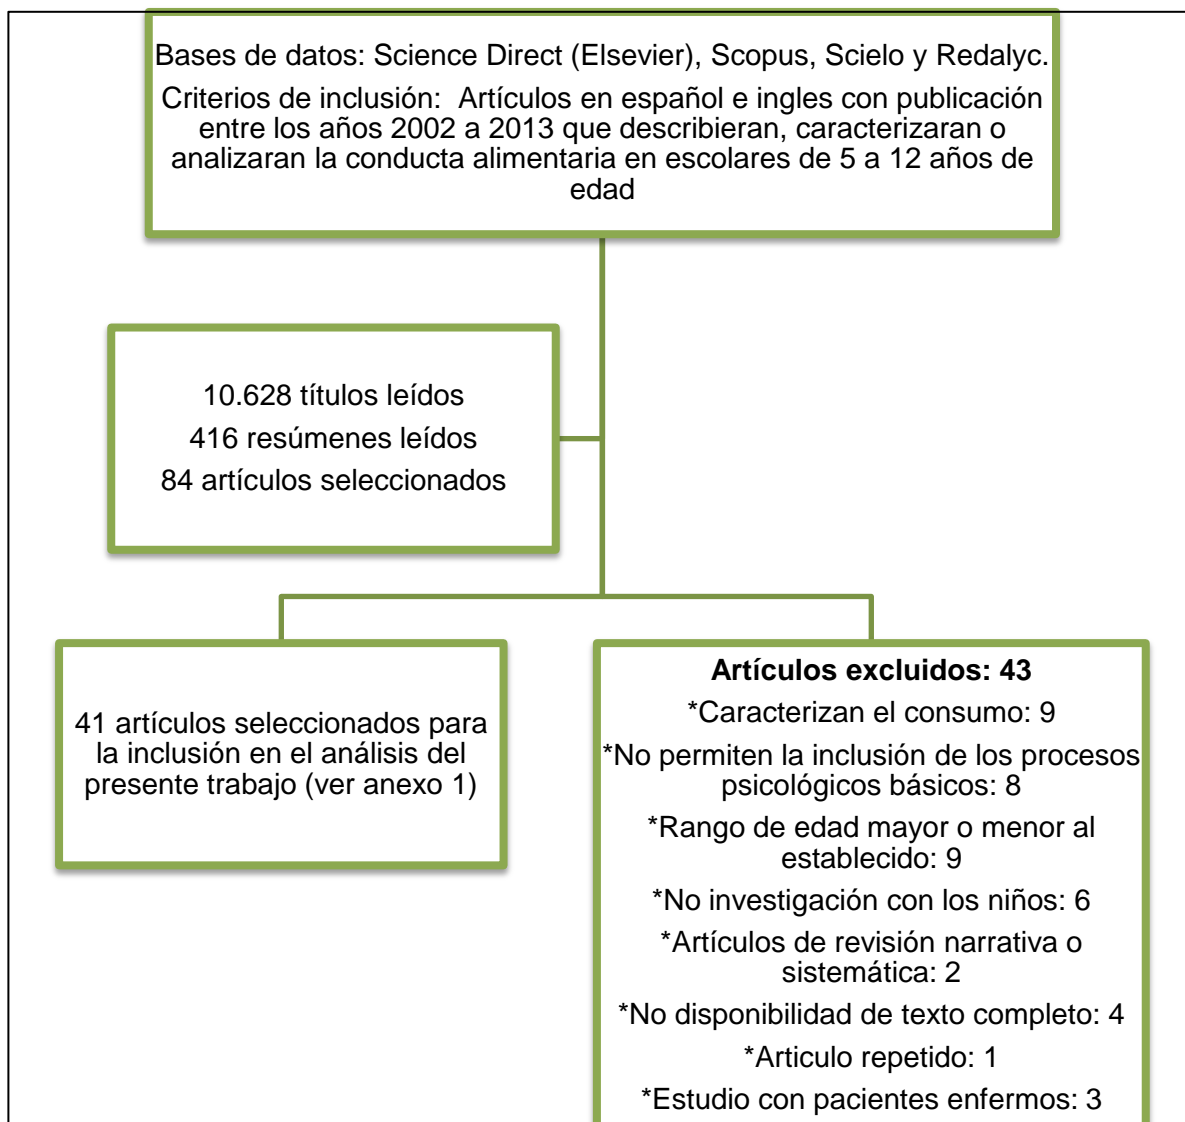 Bases de datos: Science Direct (Elsevier), Scopus, Scielo y Redalyc.
Criterios de inclusión: Artículos en español e ingles con publicación
entre los años 2002 a 2013 que describieran, caracterizaran o
analizaran la conducta alimentaria en escolares de 5 a 12 años de
edad
10.628 títulos leídos
416 resúmenes leídos
84 artículos seleccionados
41 artículos seleccionados para
la inclusión en el análisis del
presente trabajo (ver anexo 1)
Artículos excluidos: 43
*Caracterizan el consumo: 9
*No permiten la inclusión de los procesos
psicológicos básicos: 8
*Rango de edad mayor o menor al
establecido: 9
*No investigación con los niños: 6
*Artículos de revisión narrativa o
sistemática: 2
*No disponibilidad de texto completo: 4
*Articulo repetido: 1
*Estudio con pacientes enfermos: 3